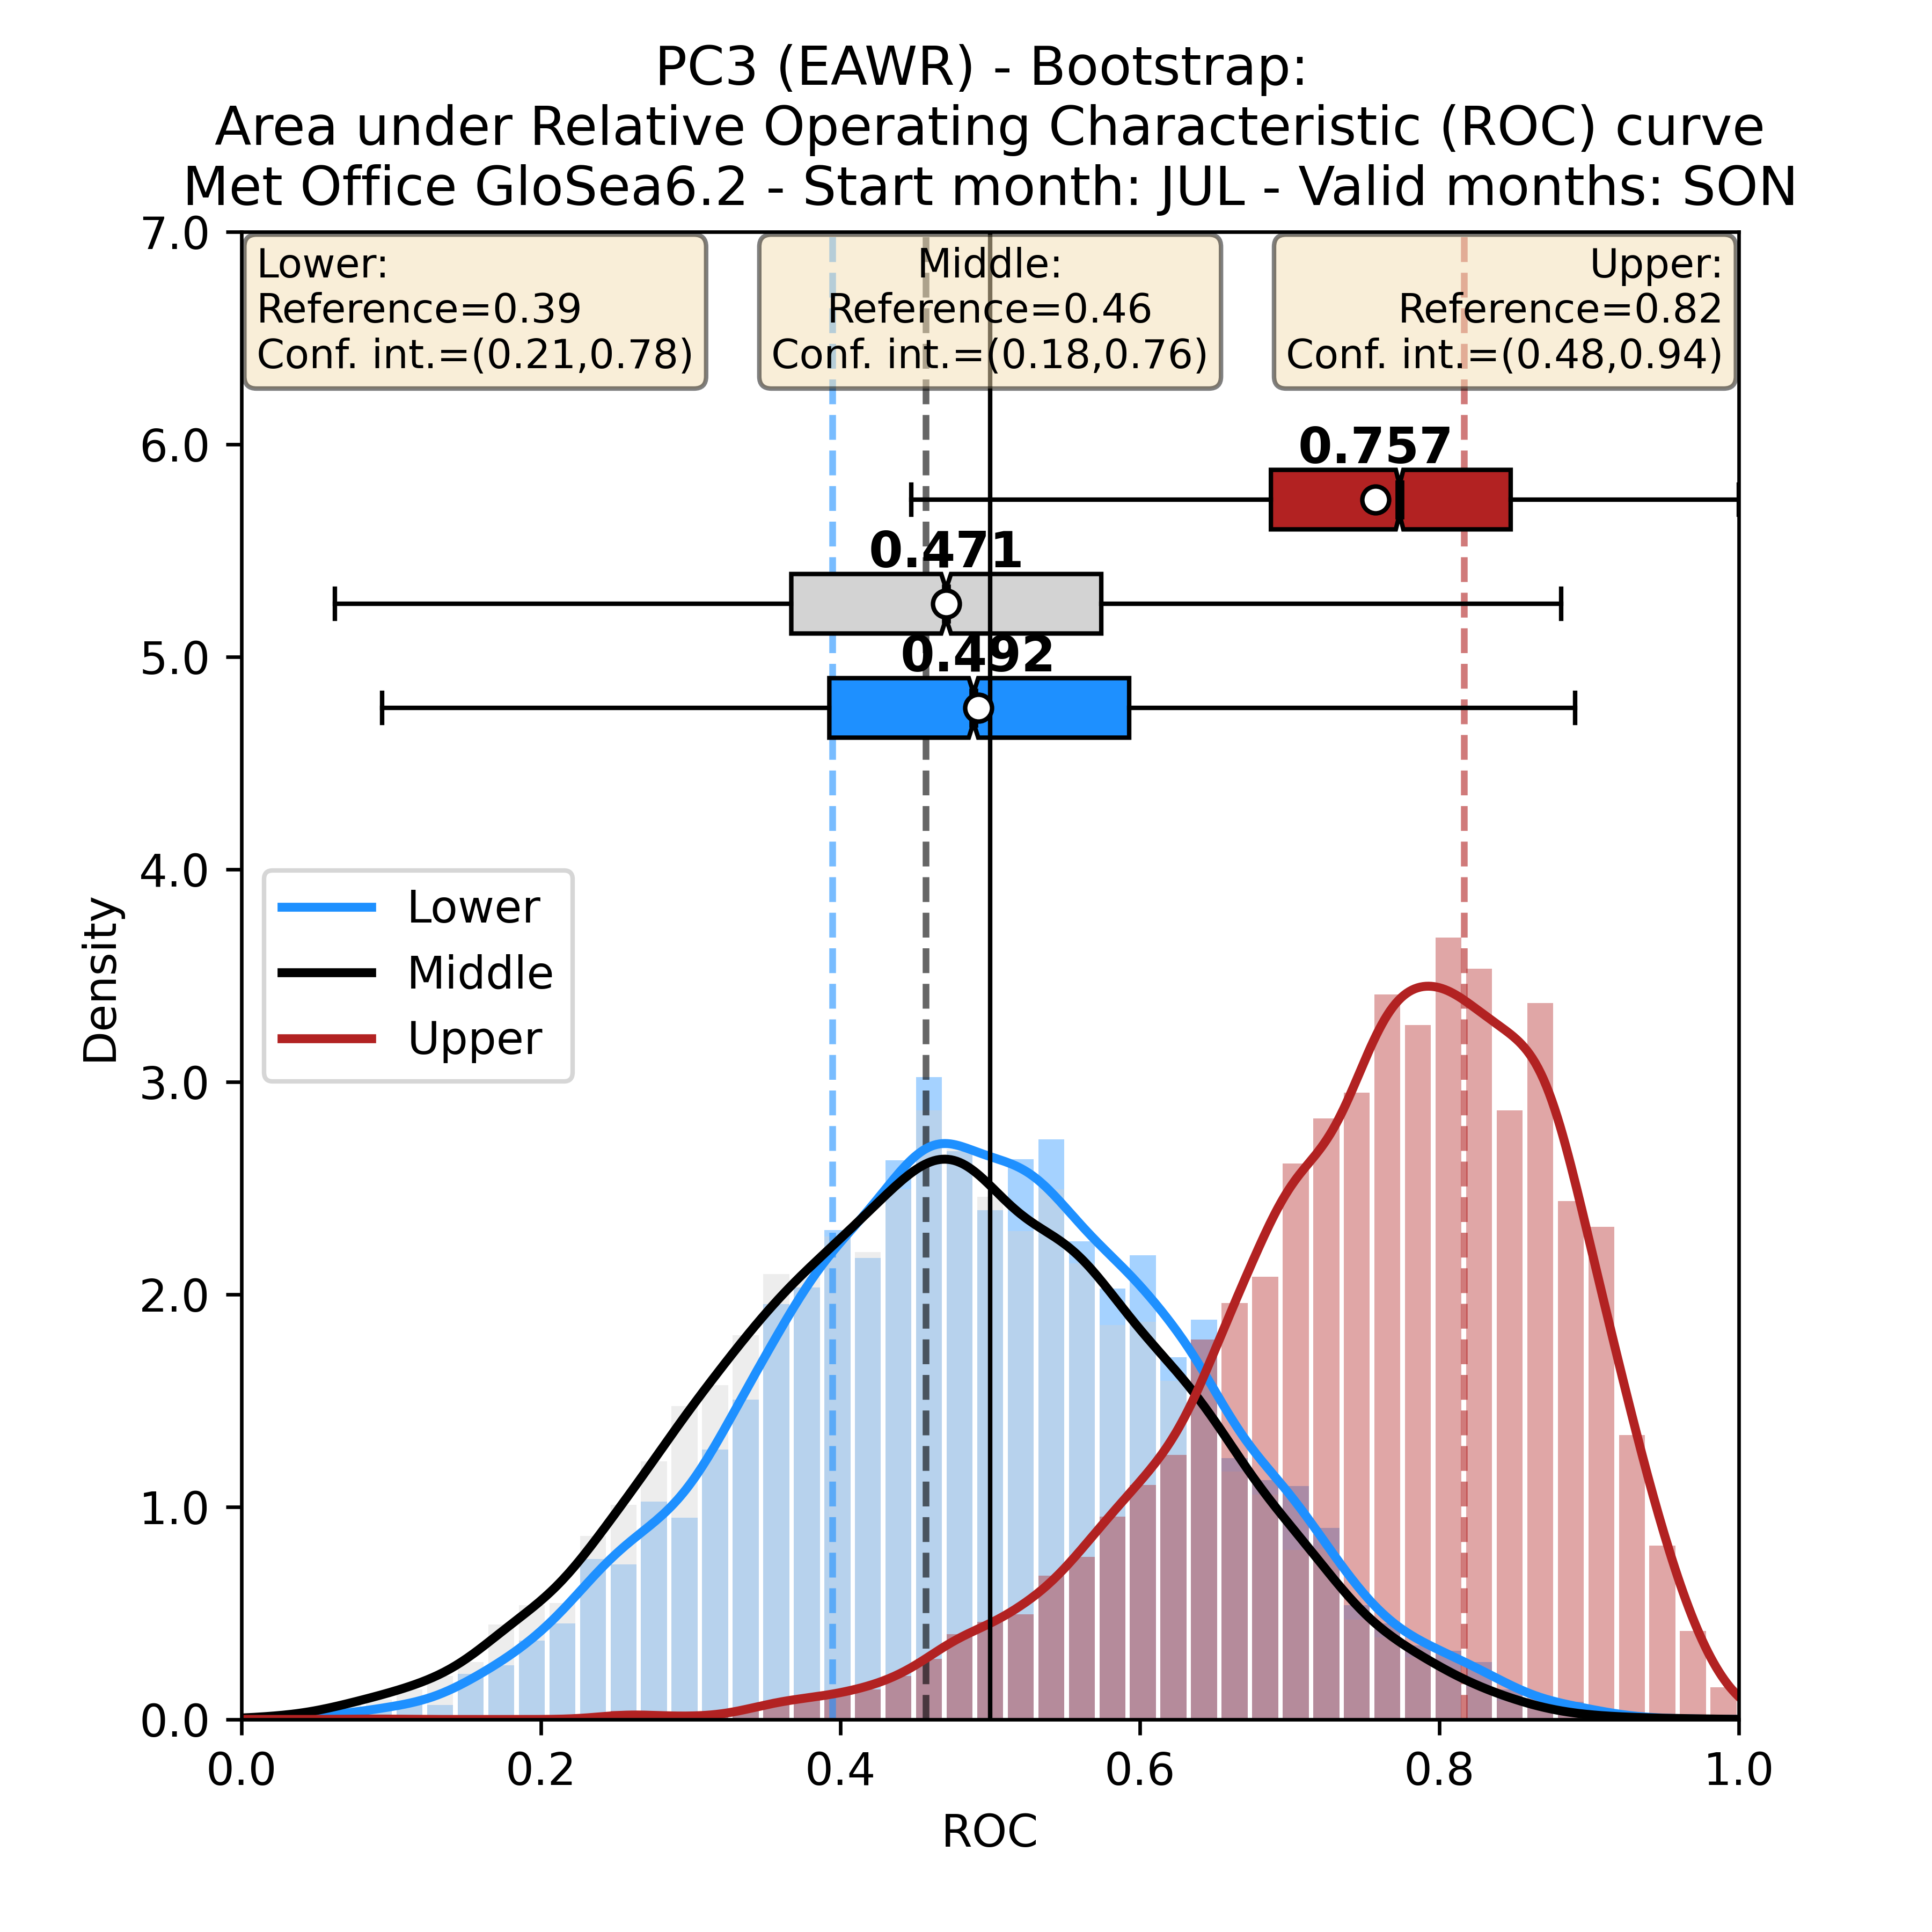 PC3 (EAWR) - Bootstrap:
Area under Relative Operating Characteristic (ROC) curve
Met Office GloSea6.2 - Start month: JUL - Valid months: SON
Lower:
Reference=0.39
Conf. int.=(0.21,0.78)
Middle:
Reference=0.46
Conf. int.=(0.18,0.76)
Upper:
Reference=0.82
Conf. int.=(0.48,0.94)
0.757
0.471
0.492
Lower
Middle
Upper
Density
7.0
6.0
5.0
4.0
3.0
2.0
1.0
0.0
0.0
0.2
0.4
0.6
0.8
1.0
ROC